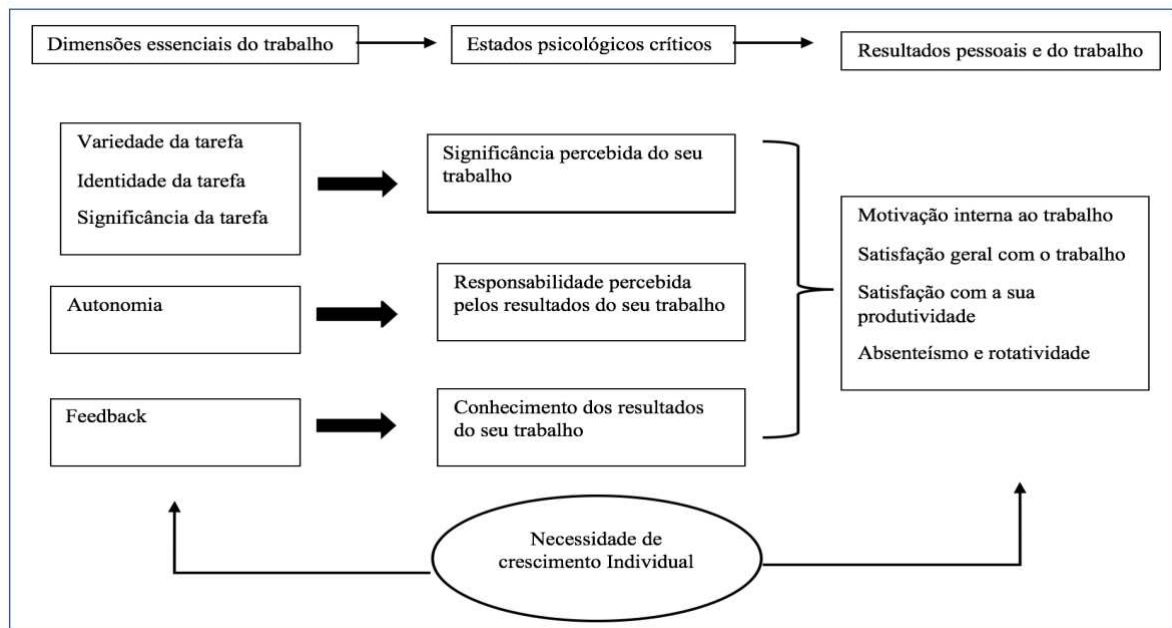 Dimensões essenciais do trabalho
Estados psicológicos críticos
Resultados pessoais e do trabalho
Variedade da tarefa
Identidade da tarefa
Significância da tarefa
Significância percebida do seu
trabalho
Autonomia
Responsabilidade percebida
pelos resultados do seu trabalho
Feedback
Conhecimento dos resultados
do seu trabalho
Motivação interna ao trabalho
Satisfação geral com o trabalho
Satisfação com a sua
produtividade
Absenteísmo e rotatividade
Necessidade de
crescimento Individual